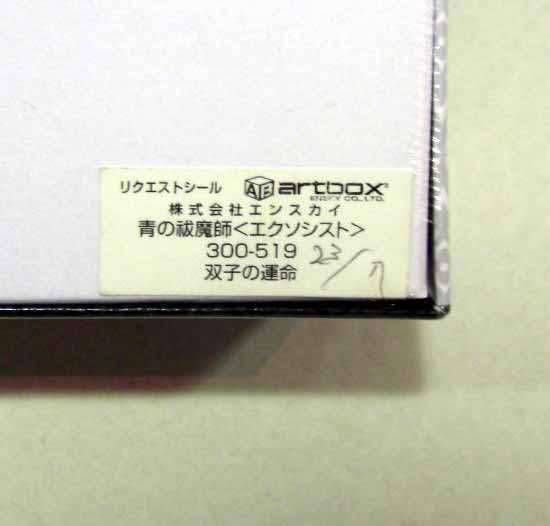 リクエストシール artbox®
ENSKY CO.,LTD.
株式会社エンスカイ
青の祓魔師<エクソシスト>
300-519 23/7
双子の運命